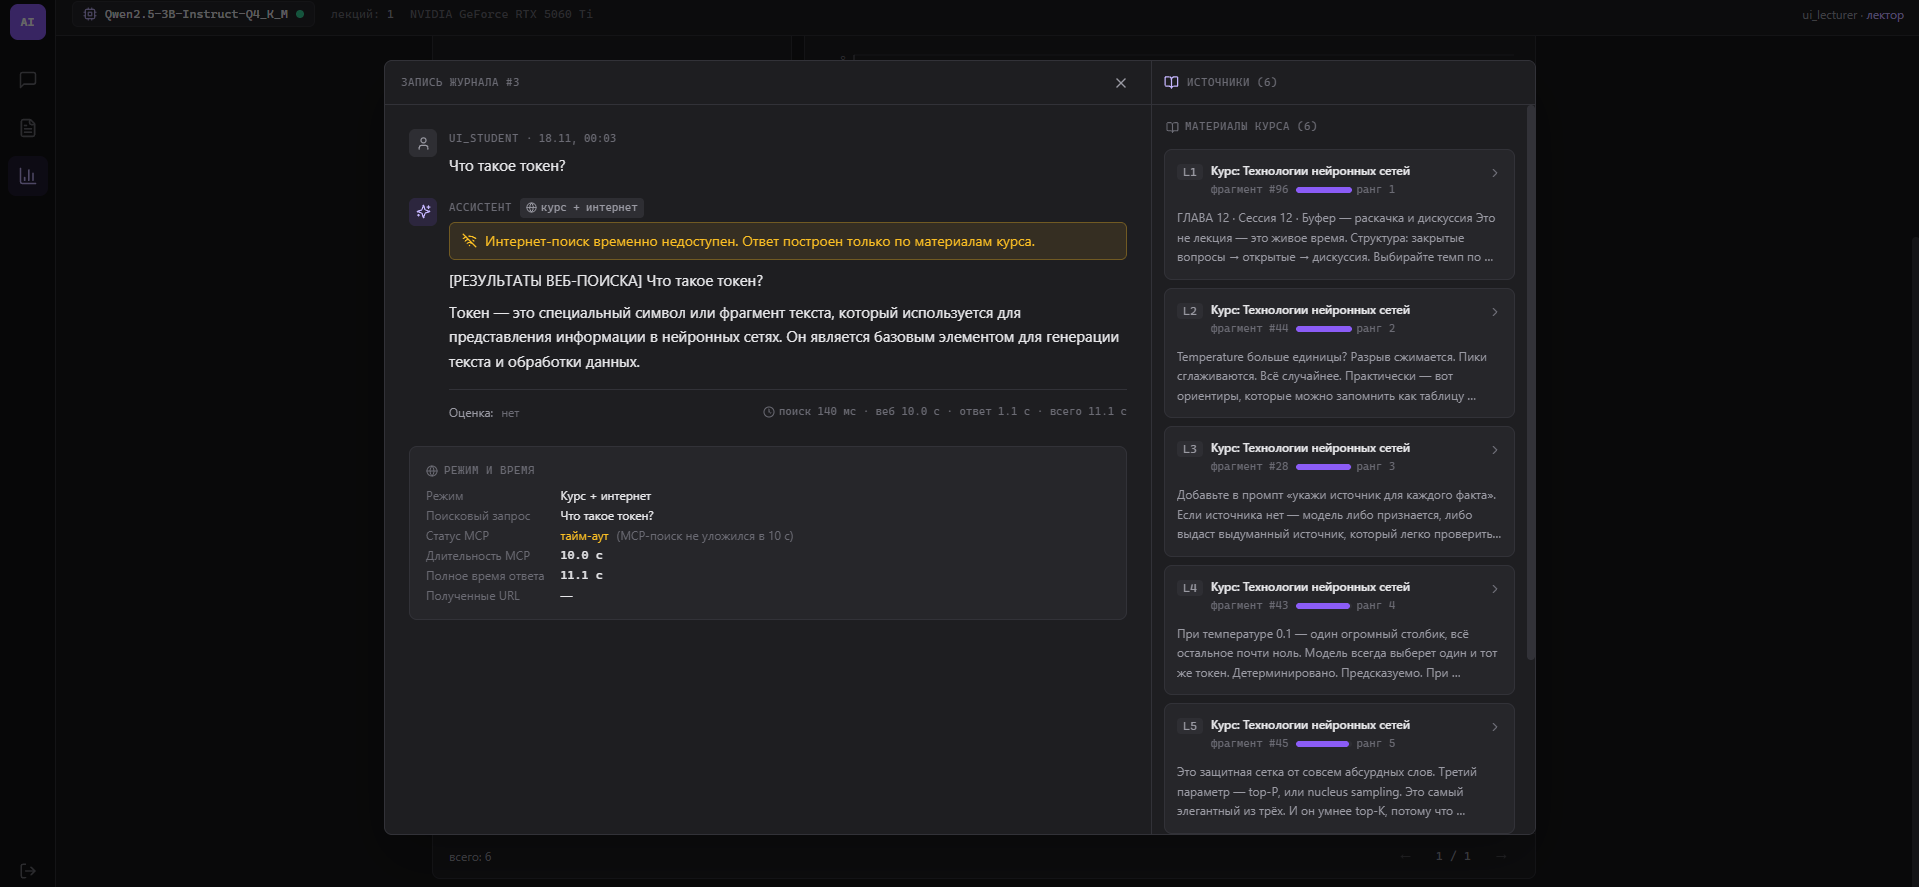 AI
Qwen2.5-3B-Instruct-Q4_K_M
лекций: 1
NVIDIA GeForce RTX 5060 Ti
ui_lecturer · лектор
8
ЗАПИСЬ ЖУРНАЛА #3
UI_STUDENT · 18.11, 00:03
Что такое токен?
АССИСТЕНТ
курс + интернет
Интернет-поиск временно недоступен. Ответ построен только по материалам курса.
[РЕЗУЛЬТАТЫ ВЕБ-ПОИСКА] Что такое токен?
Токен — это специальный символ или фрагмент текста, который используется для
представления информации в нейронных сетях. Он является базовым элементом для генерации
текста и обработки данных.
Оценка: нет
поиск 140 мс · веб 10.0 с · ответ 1.1 с · всего 11.1 с
РЕЖИМ И ВРЕМЯ
Режим Курс + интернет
Поисковый запрос Что такое токен?
Статус MCP тайм-аут (MCP-поиск не уложился в 10 с)
Длительность MCP 10.0 с
Полное время ответа 11.1 с
Полученные URL —
ИСТОЧНИКИ (6)
МАТЕРИАЛЫ КУРСА (6)
L1 Курс: Технологии нейронных сетей
фрагмент #96 ранг 1
ГЛАВА 12 · Сессия 12 · Буфер — раскачка и дискуссия Это
не лекция — это живое время. Структура: закрытые
вопросы → открытые → дискуссия. Выбирайте темп по ...
L2 Курс: Технологии нейронных сетей
фрагмент #44 ранг 2
Temperature больше единицы? Разрыв сжимается. Пики
сглаживаются. Всё случайнее. Практически — вот
ориентиры, которые можно запомнить как таблицу ...
L3 Курс: Технологии нейронных сетей
фрагмент #28 ранг 3
Добавьте в промпт «укажи источник для каждого факта».
Если источника нет — модель либо признается, либо
выдаст выдуманный источник, который легко проверить...
L4 Курс: Технологии нейронных сетей
фрагмент #43 ранг 4
При температуре 0.1 — один огромный столбик, всё
остальное почти ноль. Модель всегда выберет один и тот
же токен. Детерминировано. Предсказуемо. При ...
L5 Курс: Технологии нейронных сетей
фрагмент #45 ранг 5
Это защитная сетка от совсем абсурдных слов. Третий
параметр — top-P, или nucleus sampling. Это самый
элегантный из трёх. И он умнее top-K, потому что ...
всего: 6
← 1 / 1 →